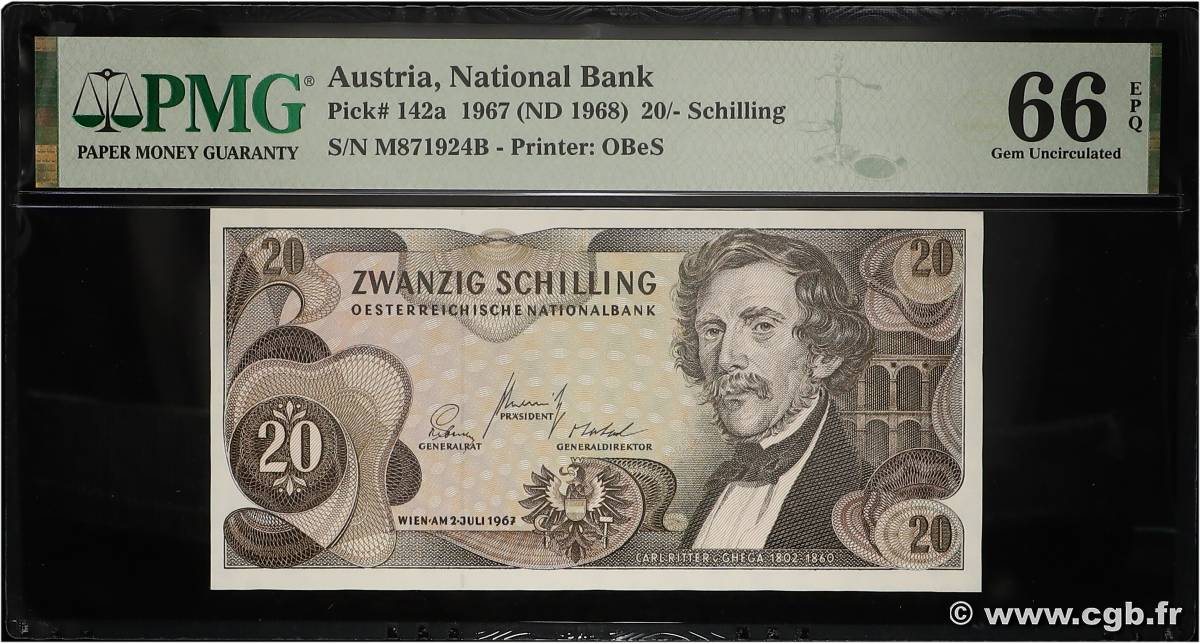 PMG®
PAPER MONEY GUARANTY
Austria, National Bank
Pick# 142a 1967 (ND 1968) 20/- Schilling
S/N M871924B - Printer: OBeS
66 EPQ
Gem Uncirculated
20
20
ZWANZIG SCHILLING
OESTERREICHISCHE NATIONALBANK
PRÄSIDENT
GENERALRAT
GENERALDIREKTOR
20
WIEN·AM 2·JULI 1967
20
CARL RITTER v. GHEGA 1802-1860
© www.cgb.fr